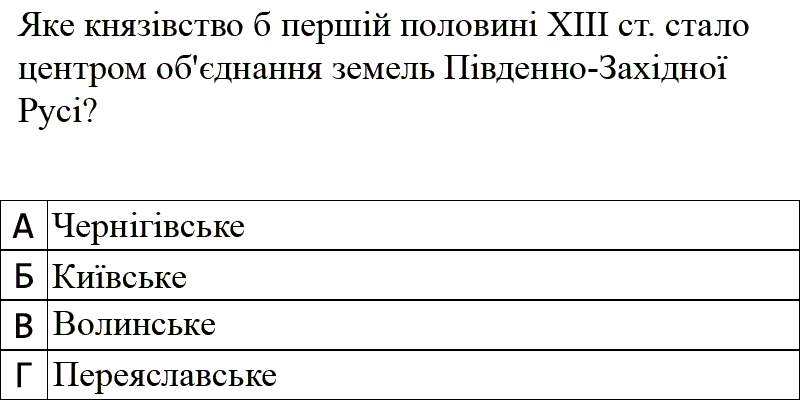 Яке князівство б першій половині XIII ст. стало
центром об'єднання земель Південно-Західної
Русі?
А Чернігівське
Б Київське
В Волинське
Г Переяславське